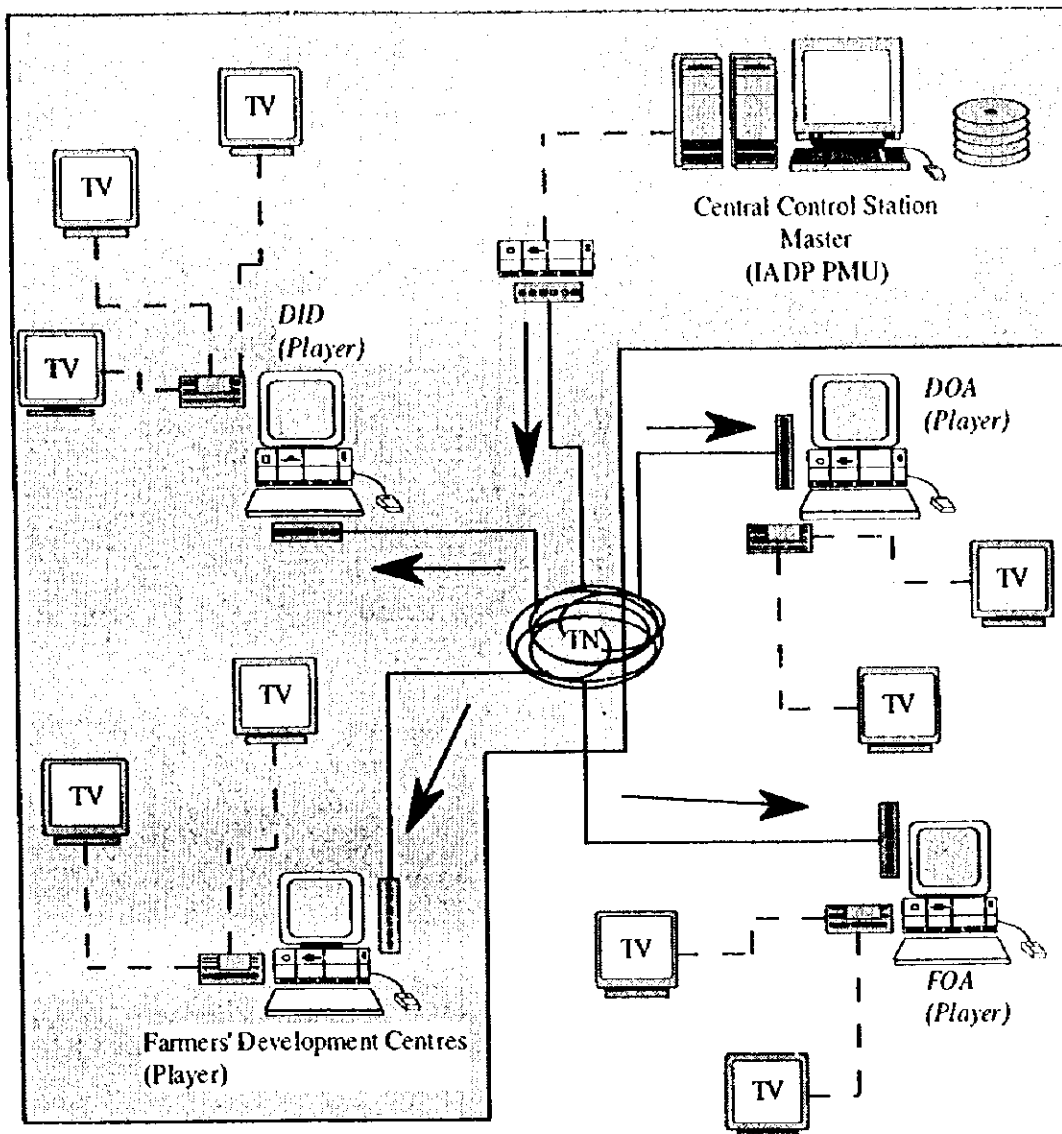 TV
TV
TV
Central Control Station
Master
(IADP PMU)
DID
(Player)
DOA
(Player)
TV
TN
TV
TV
TV
Farmers' Development Centres
(Player)
TV
FOA
(Player)
TV